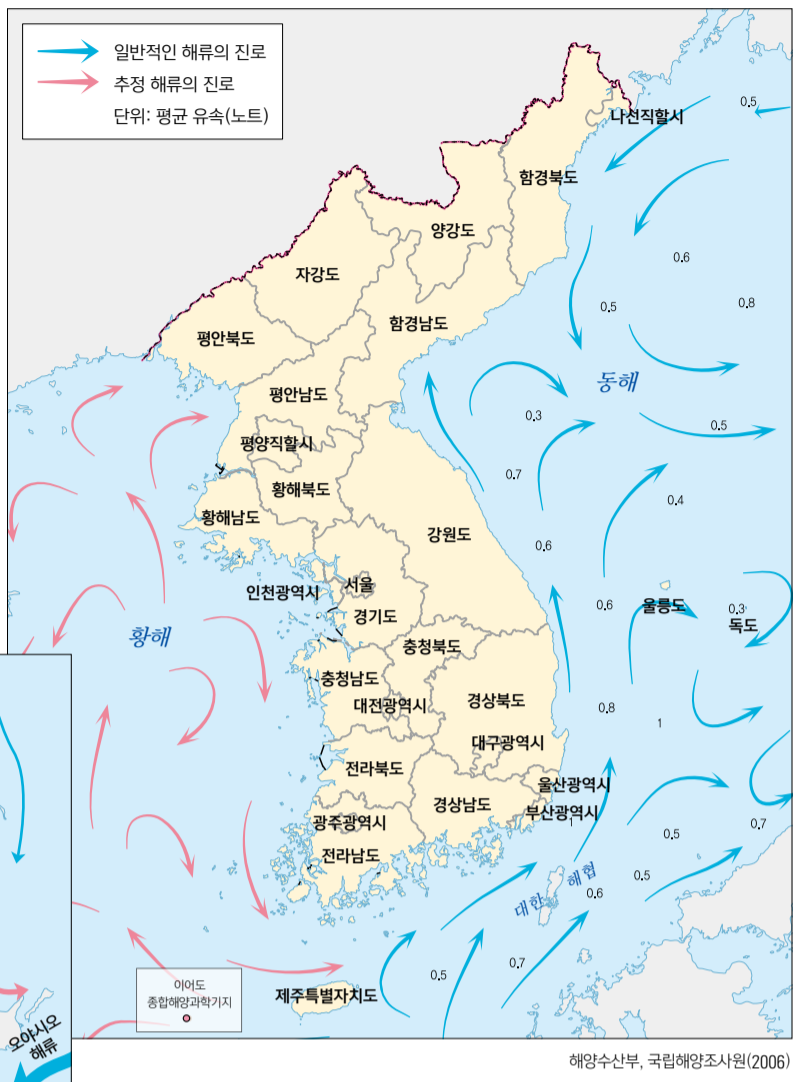 일반적인 해류의 진로
추정 해류의 진로
단위: 평균 유속(노트)
나선직할시
0.5
함경북도
양강도
0.6
자강도
0.8
0.5
함경남도
평안북도
동해
평안남도
0.3
0.5
평양직할시
0.7
황해북도
0.4
황해남도
강원도
0.6
서울
인천광역시
0.6
울릉도
0.3
경기도
독도
황해
충청북도
충청남도
경상북도
대전광역시
0.8
1
대구광역시
전라북도
울산광역시
경상남도
부산광역시
1
광주광역시
0.5
0.7
전라남도
0.5
대한 해협
0.6
0.5
0.7
이어도
종합해양과학기지
제주특별자치도
오야시오
해류
해양수산부, 국립해양조사원(2006)